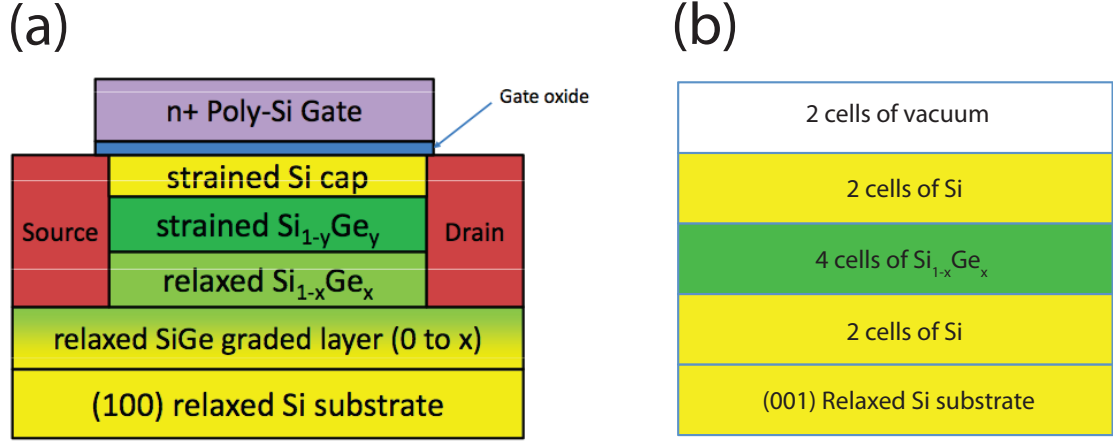 (a)
n+ Poly-Si Gate
Gate oxide
strained Si cap
Source
strained Si1-yGey
Drain
relaxed Si1-xGex
relaxed SiGe graded layer (0 to x)
(100) relaxed Si substrate
(b)
2 cells of vacuum
2 cells of Si
4 cells of Si1-xGex
2 cells of Si
(001) Relaxed Si substrate